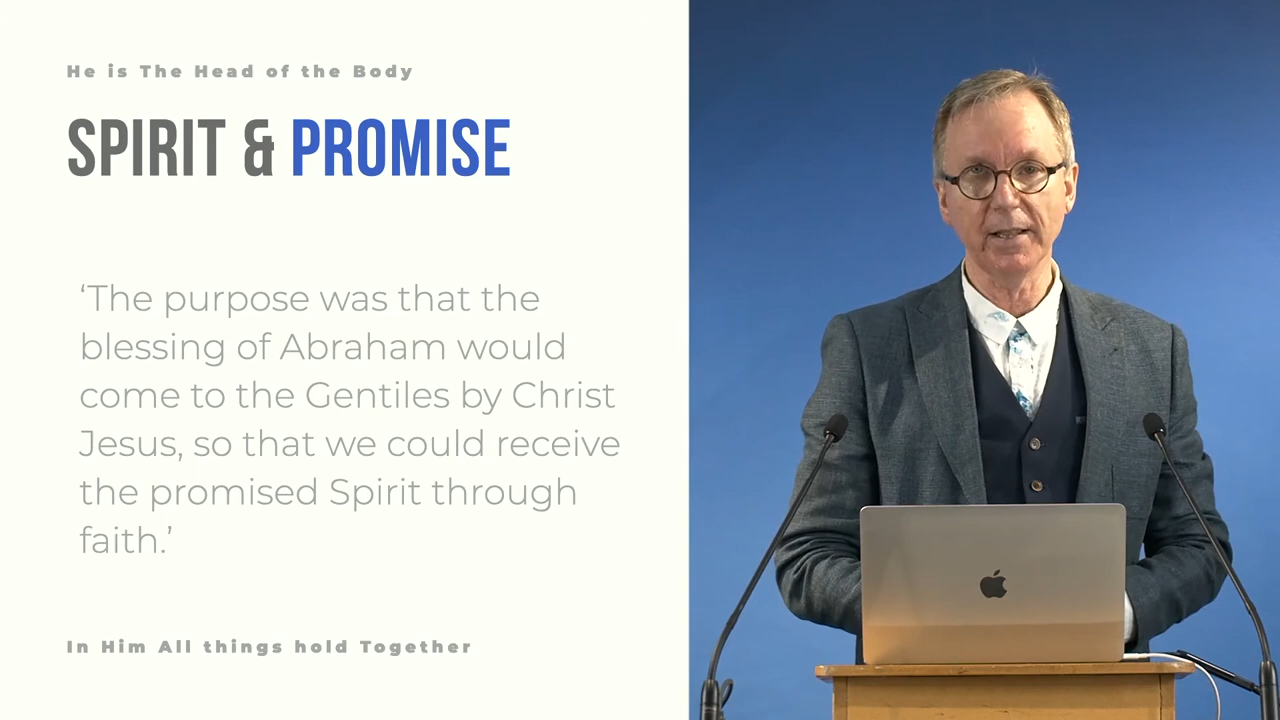 He is The Head of the Body
SPIRIT & PROMISE
‘The purpose was that the
blessing of Abraham would
come to the Gentiles by Christ
Jesus, so that we could receive
the promised Spirit through
faith.’
In Him All things hold Together